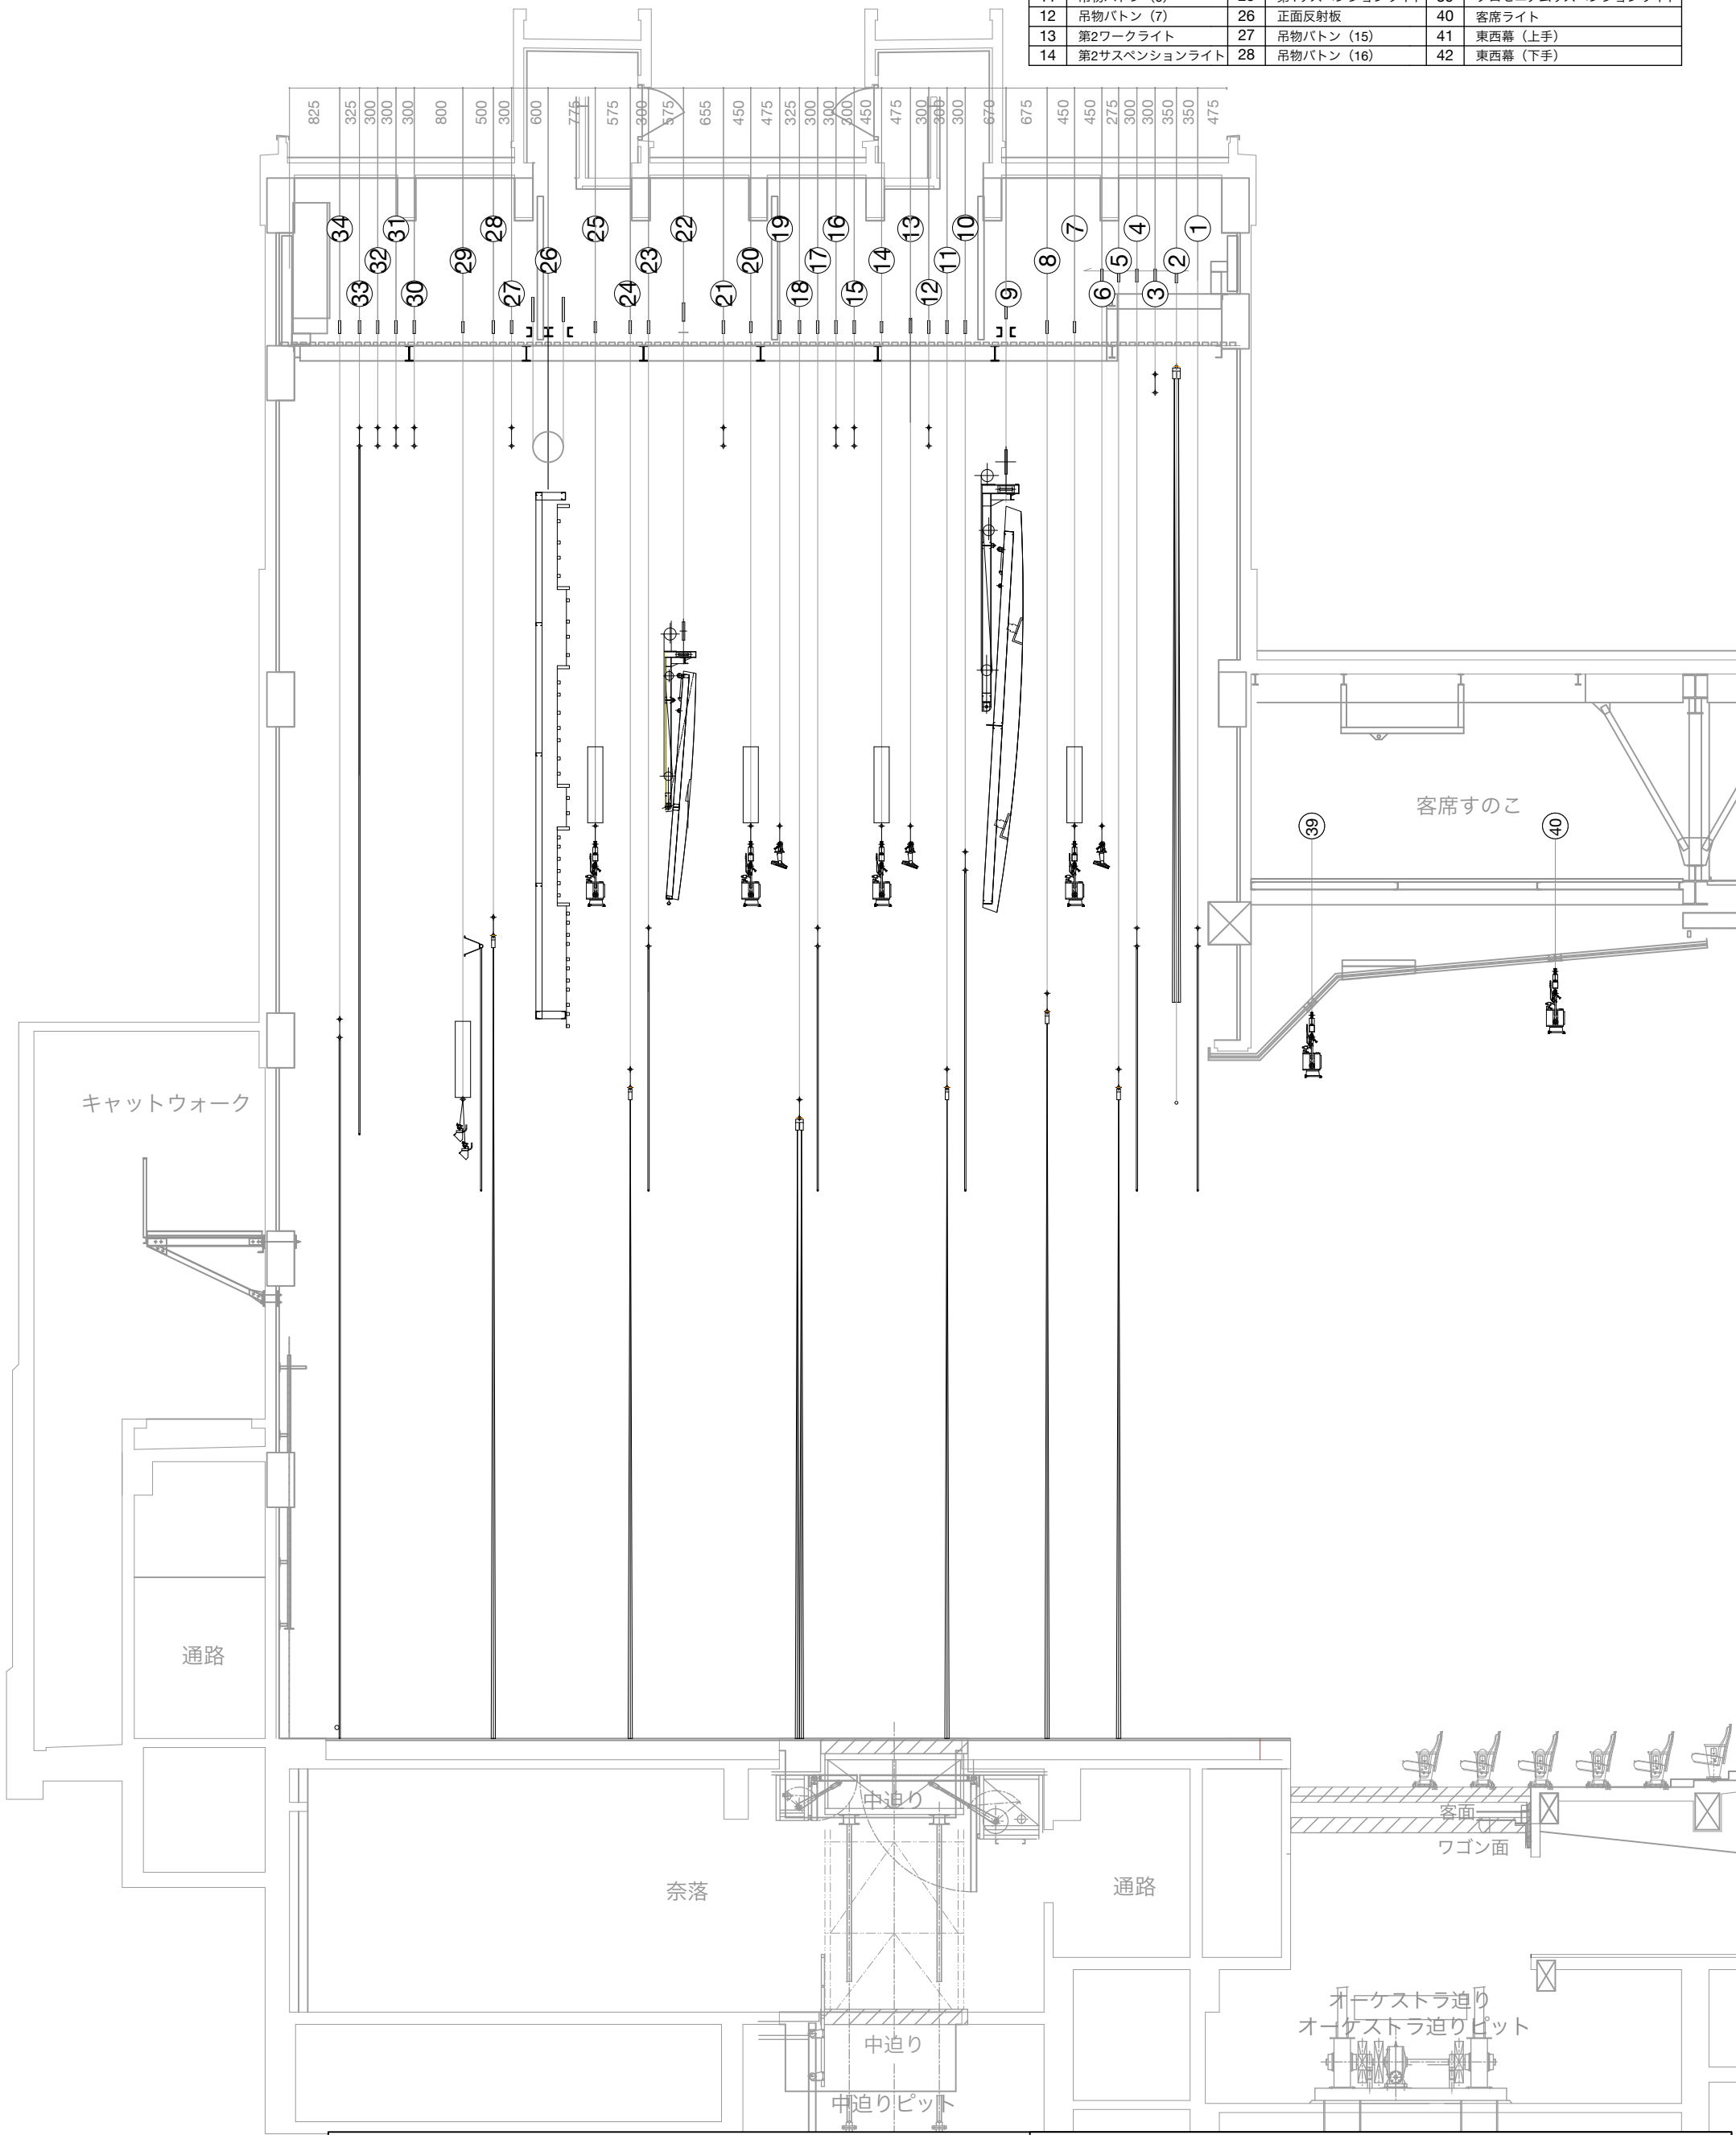 12 吊物バトン（7） 26 正面反射板 40 客席ライト
13 第2ワークライト 27 吊物バトン（15） 41 東西幕（上手）
14 第2サスペンションライト 28 吊物バトン（16） 42 東西幕（下手）
825 325 300 300 300 800 500 300 600 775 575 300 575 655 450 475 325 300 300 300 450 475 300 300 300 670 675 450 450 275 300 300 350 350 475
34 31 28 25 22 19 16 13 10 7 4 1
32 29 26 23 20 17 14 11 8 5 2
33 30 27 24 21 18 15 12 9 6 3
客席すのこ
39 40
キャットウォーク
通路
中迫り
客面
ワゴン面
奈落
通路
オーケストラ迫り
オーケストラ迫りピット
中迫り
中迫りピット